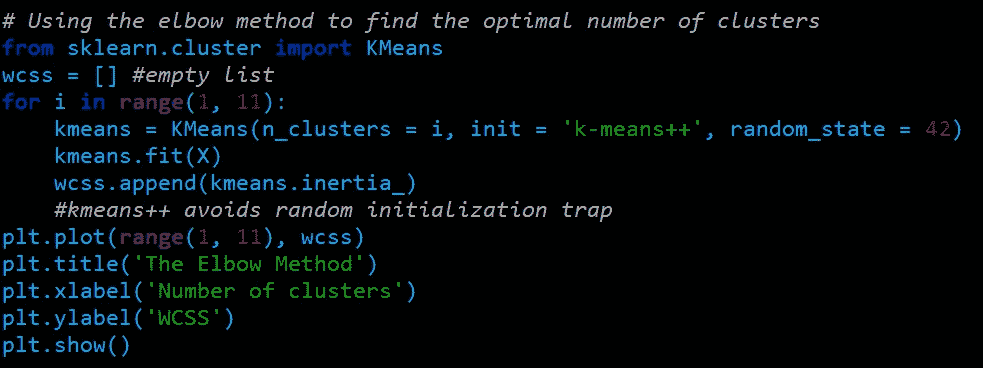 # Using the elbow method to find the optimal number of clusters
from sklearn.cluster import KMeans
wcss = [] #empty list
for i in range(1, 11):
    kmeans = KMeans(n_clusters = i, init = 'k-means++', random_state = 42)
    kmeans.fit(X)
    wcss.append(kmeans.inertia_)
    #kmeans++ avoids random initialization trap
plt.plot(range(1, 11), wcss)
plt.title('The Elbow Method')
plt.xlabel('Number of clusters')
plt.ylabel('WCSS')
plt.show()